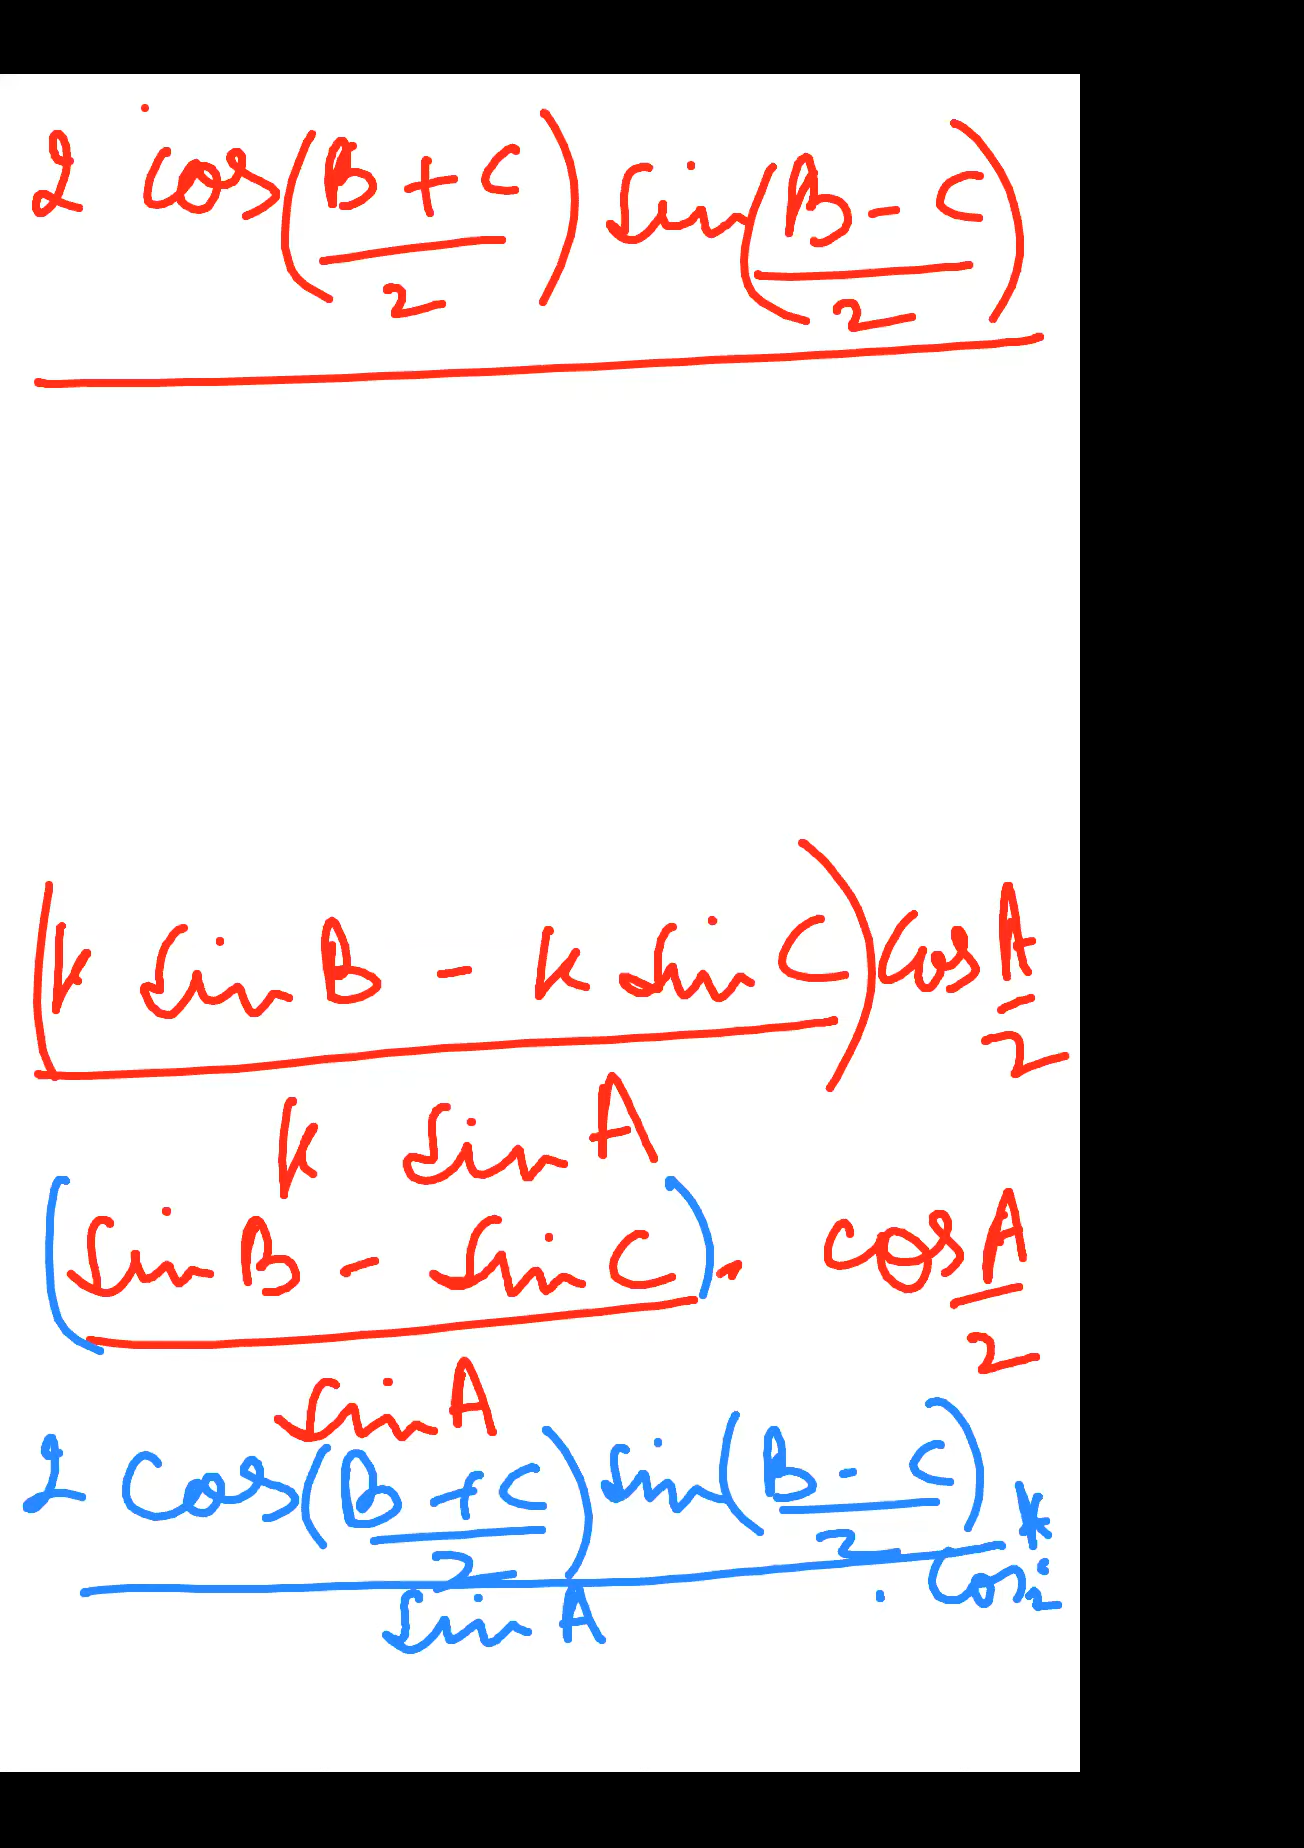 2 cos(B + C / 2) sin(B - C / 2)
(k sin B - k sin C) cos A/2
k sin A
(sin B - sin C) . cos A/2
sin A
2 Cos(B + C / 2) sin(B - C / 2) *
sin A . Cos